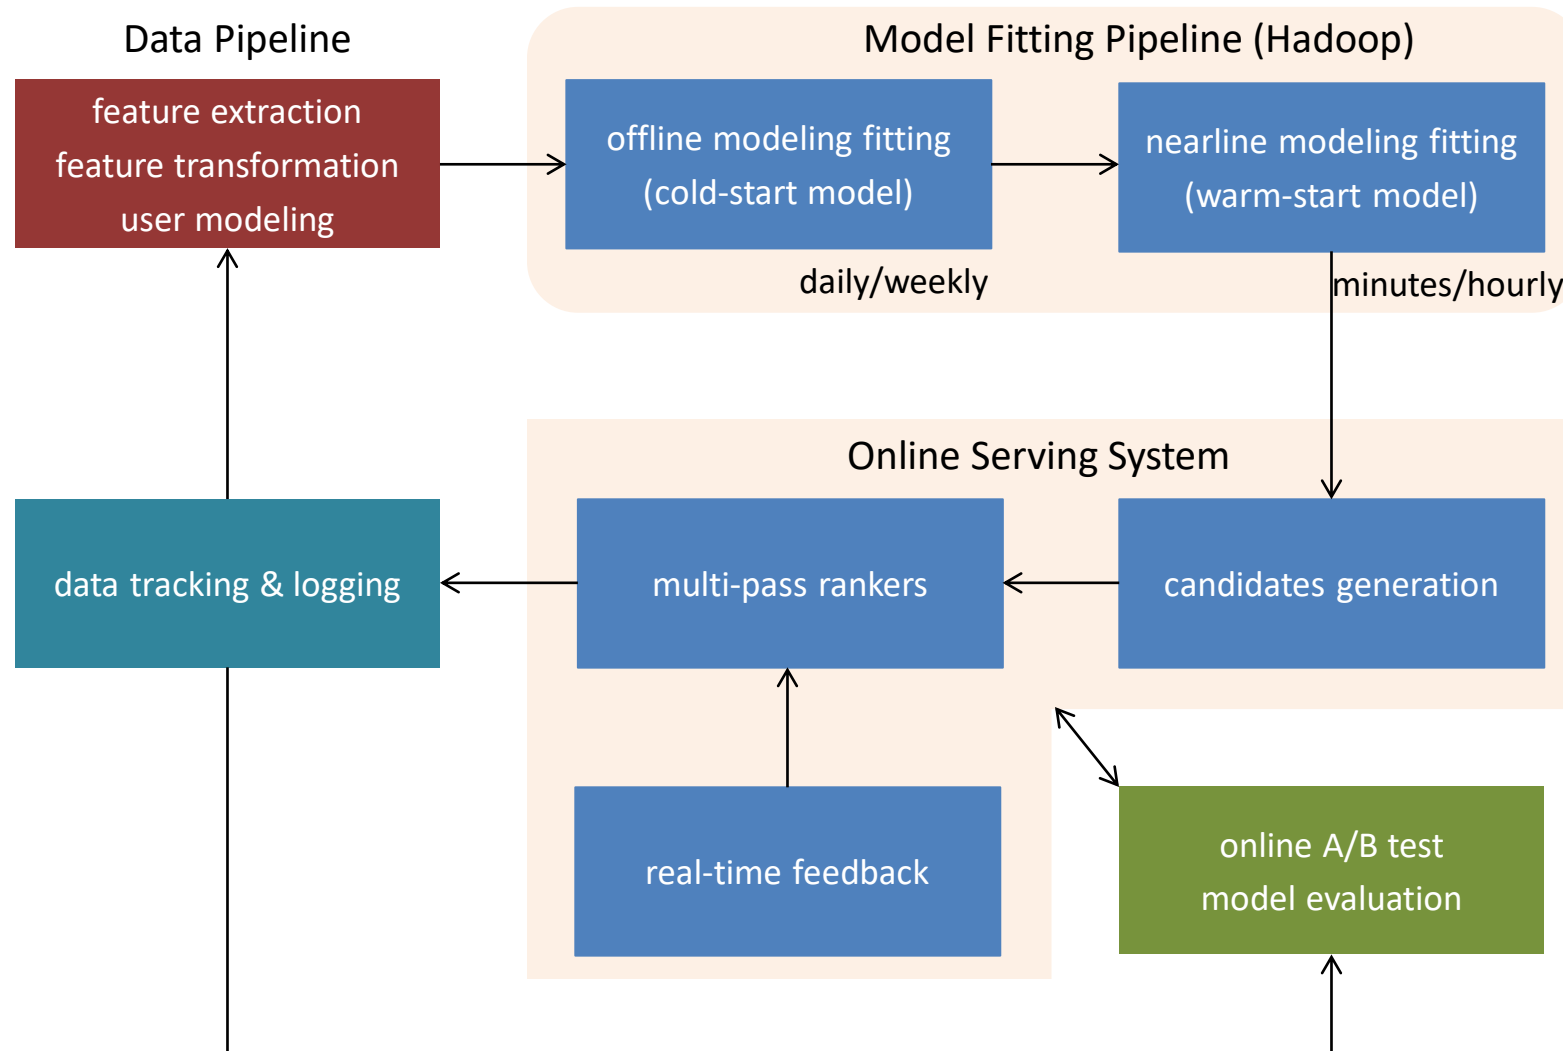 Data Pipeline
Model Fitting Pipeline (Hadoop)
feature extraction
feature transformation
user modeling
offline modeling fitting
(cold-start model)
nearline modeling fitting
(warm-start model)
daily/weekly
minutes/hourly
Online Serving System
data tracking & logging
multi-pass rankers
candidates generation
real-time feedback
online A/B test
model evaluation